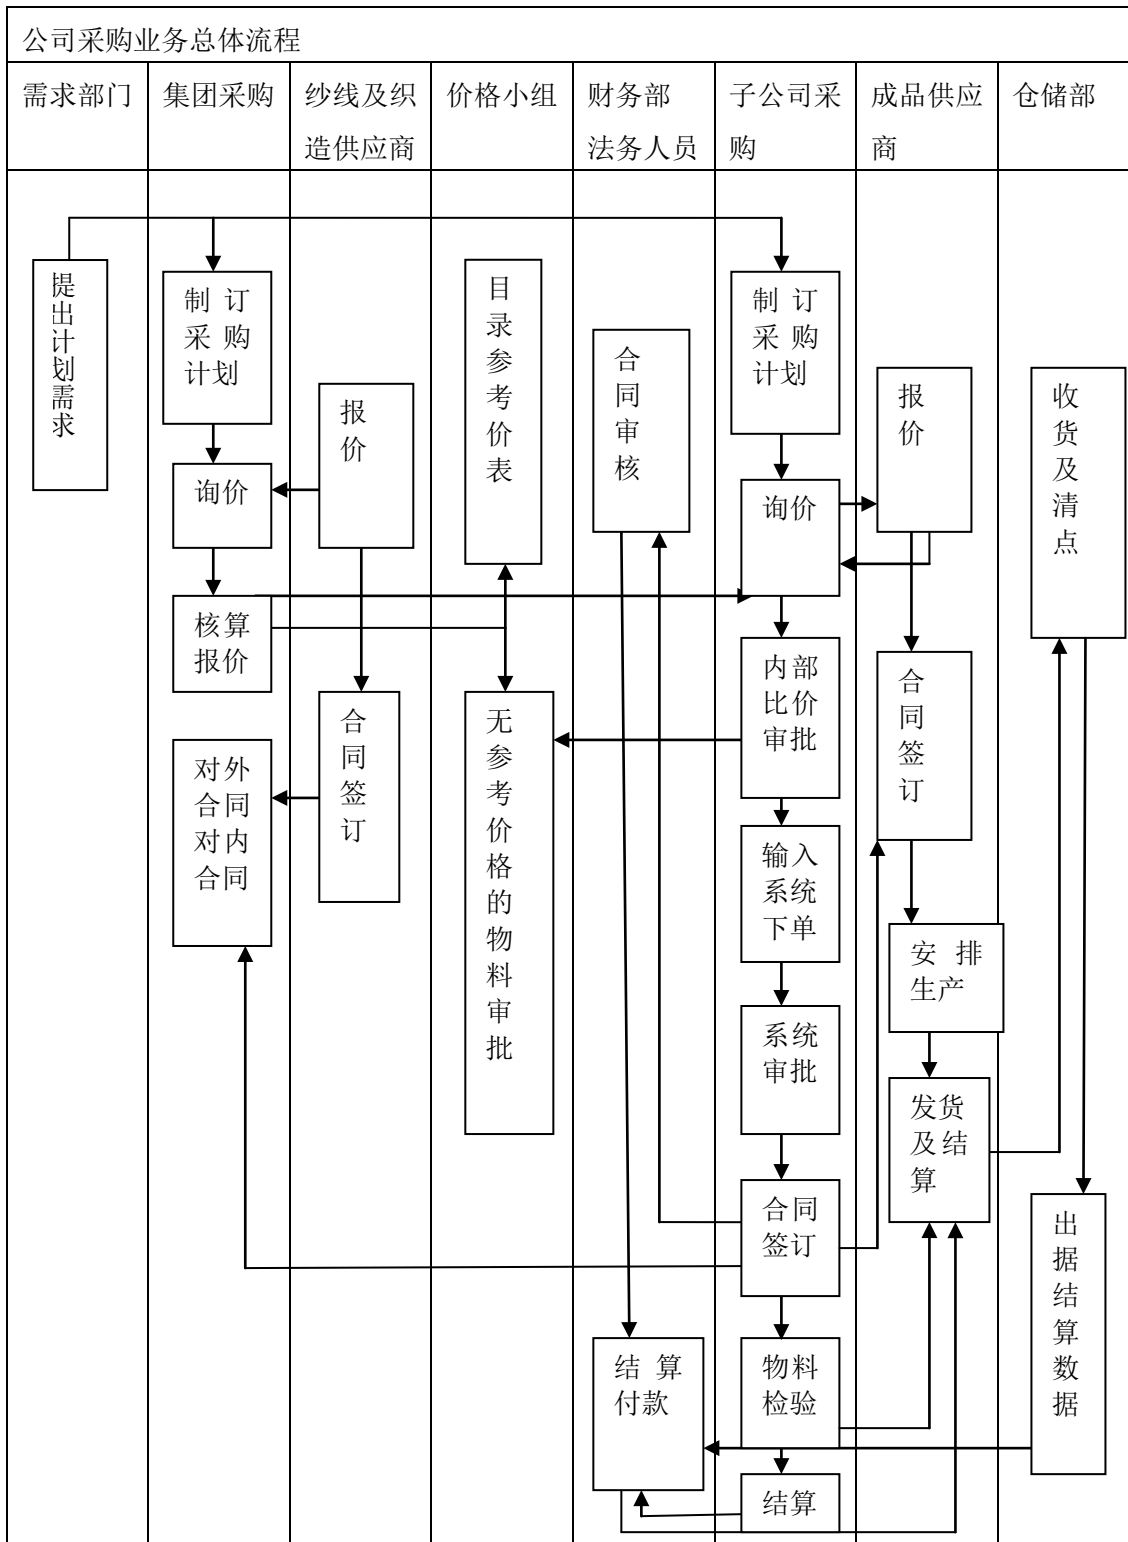 公司采购业务总体流程
需求部门
集团采购
纱线及织
造供应商
价格小组
财务部
法务人员
子公司采
购
成品供应
商
仓储部
提出计划需求
制 订
采 购
计划
询价
核算
报价
对外
合同
对内
合同
报价
合同签订
目录参考价表
无参考价格的物料审批
合同审核
结 算
付款
制 订
采 购
计划
询价
内部
比价
审批
输入
系统
下单
系统
审批
合同
签订
物料
检验
结算
报价
合同签订
安 排
生产
发货
及结
算
收货及清点
出据结算数据